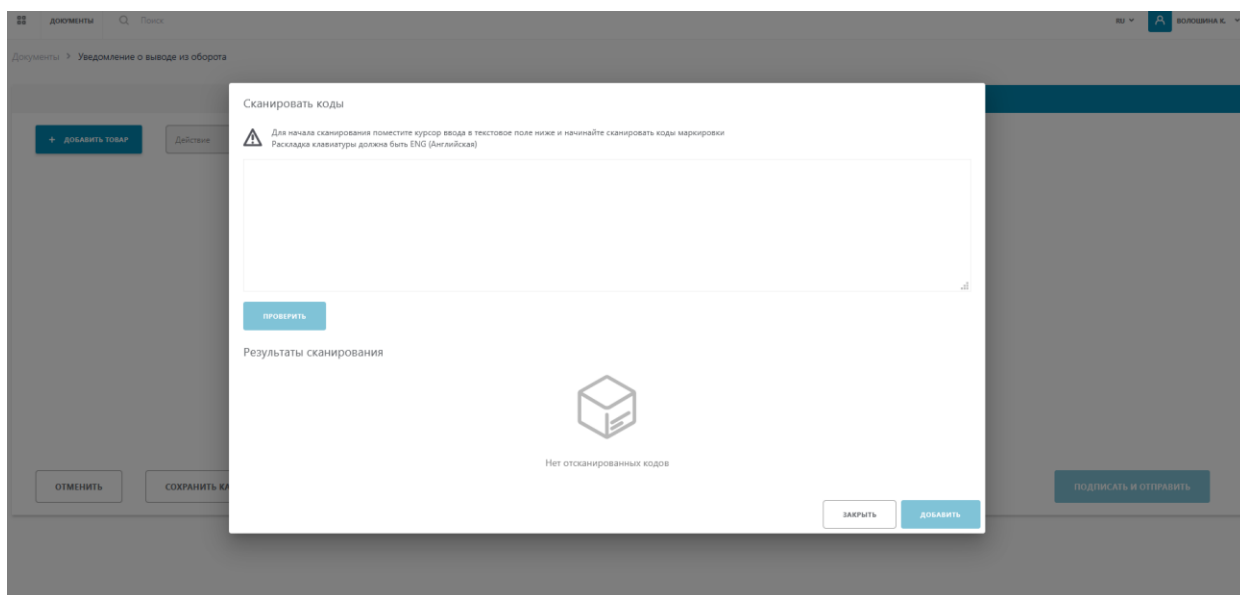 ДОКУМЕНТЫ Поиск RU ВОЛОШИНА К.
Документы > Уведомление о выводе из оборота
Сканировать коды
+ ДОБАВИТЬ ТОВАР Действие
Для начала сканирования поместите курсор ввода в текстовое поле ниже и начинайте сканировать коды маркировки
Раскладка клавиатуры должна быть ENG (Английская)
ПРОВЕРИТЬ
Результаты сканирования
Нет отсканированных кодов
ОТМЕНИТЬ СОХРАНИТЬ КА ПОДПИСАТЬ И ОТПРАВИТЬ
ЗАКРЫТЬ ДОБАВИТЬ